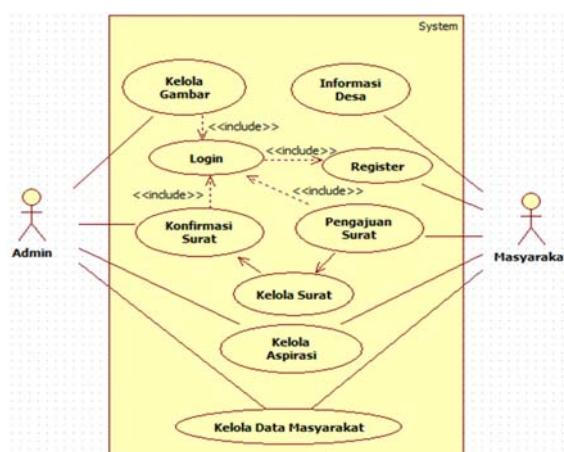 System
Kelola
Gambar
Informasi
Desa
<<include>>
Login
<<include>>
Register
<<include>>
<<include>>
Konfirmasi
Surat
Pengajuan
Surat
Admin
Masyaraka
Kelola Surat
Kelola
Aspirasi
Kelola Data Masyarakat